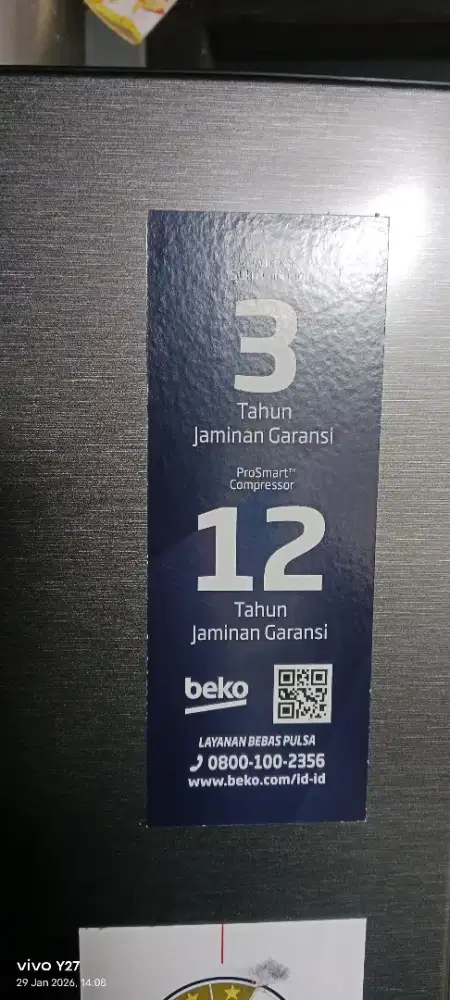 3
Tahun
Jaminan Garansi
ProSmart™
Compressor
12
Tahun
Jaminan Garansi
beko
LAYANAN BEBAS PULSA
0800-100-2356
www.beko.com/id-id
vivo Y27
29 Jan 2026, 14.08